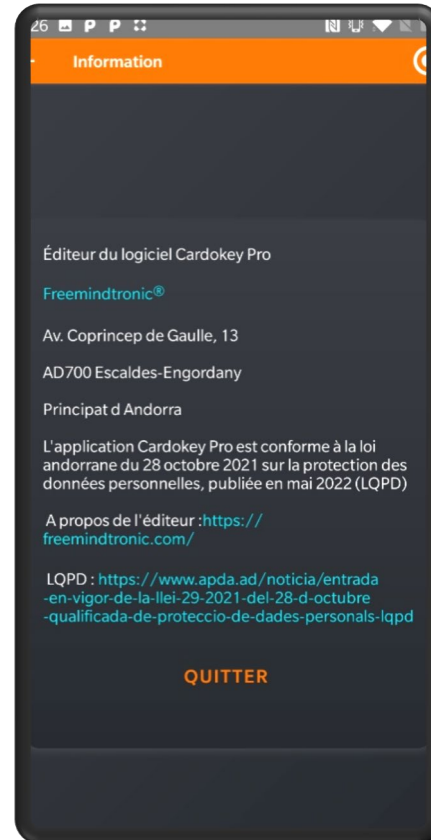 26
Information
Éditeur du logiciel Cardokey Pro
Freemindtronic®
Av. Coprincep de Gaulle, 13
AD700 Escaldes-Engordany
Principat d Andorra
L'application Cardokey Pro est conforme à la loi
andorrane du 28 octobre 2021 sur la protection des
données personnelles, publiée en mai 2022 (LQPD)
A propos de l'éditeur :https://
freemindtronic.com/
LQPD : https://www.apda.ad/noticia/entrada
-en-vigor-de-la-llei-29-2021-del-28-d-octubre
-qualificada-de-proteccio-de-dades-personals-lqpd
QUITTER